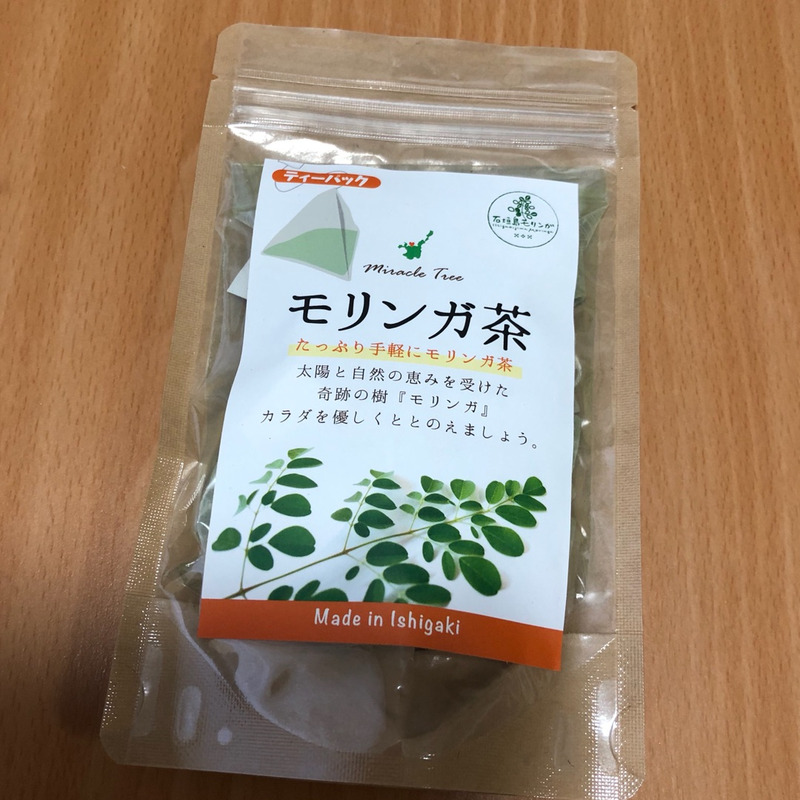 ティーパック
石垣島モリンガ
Miracle Tree
モリンガ茶
たっぷり手軽にモリンガ茶
太陽と自然の恵みを受けた
奇跡の樹『モリンガ』
カラダを優しくととのえましょう。
Made in Ishigaki